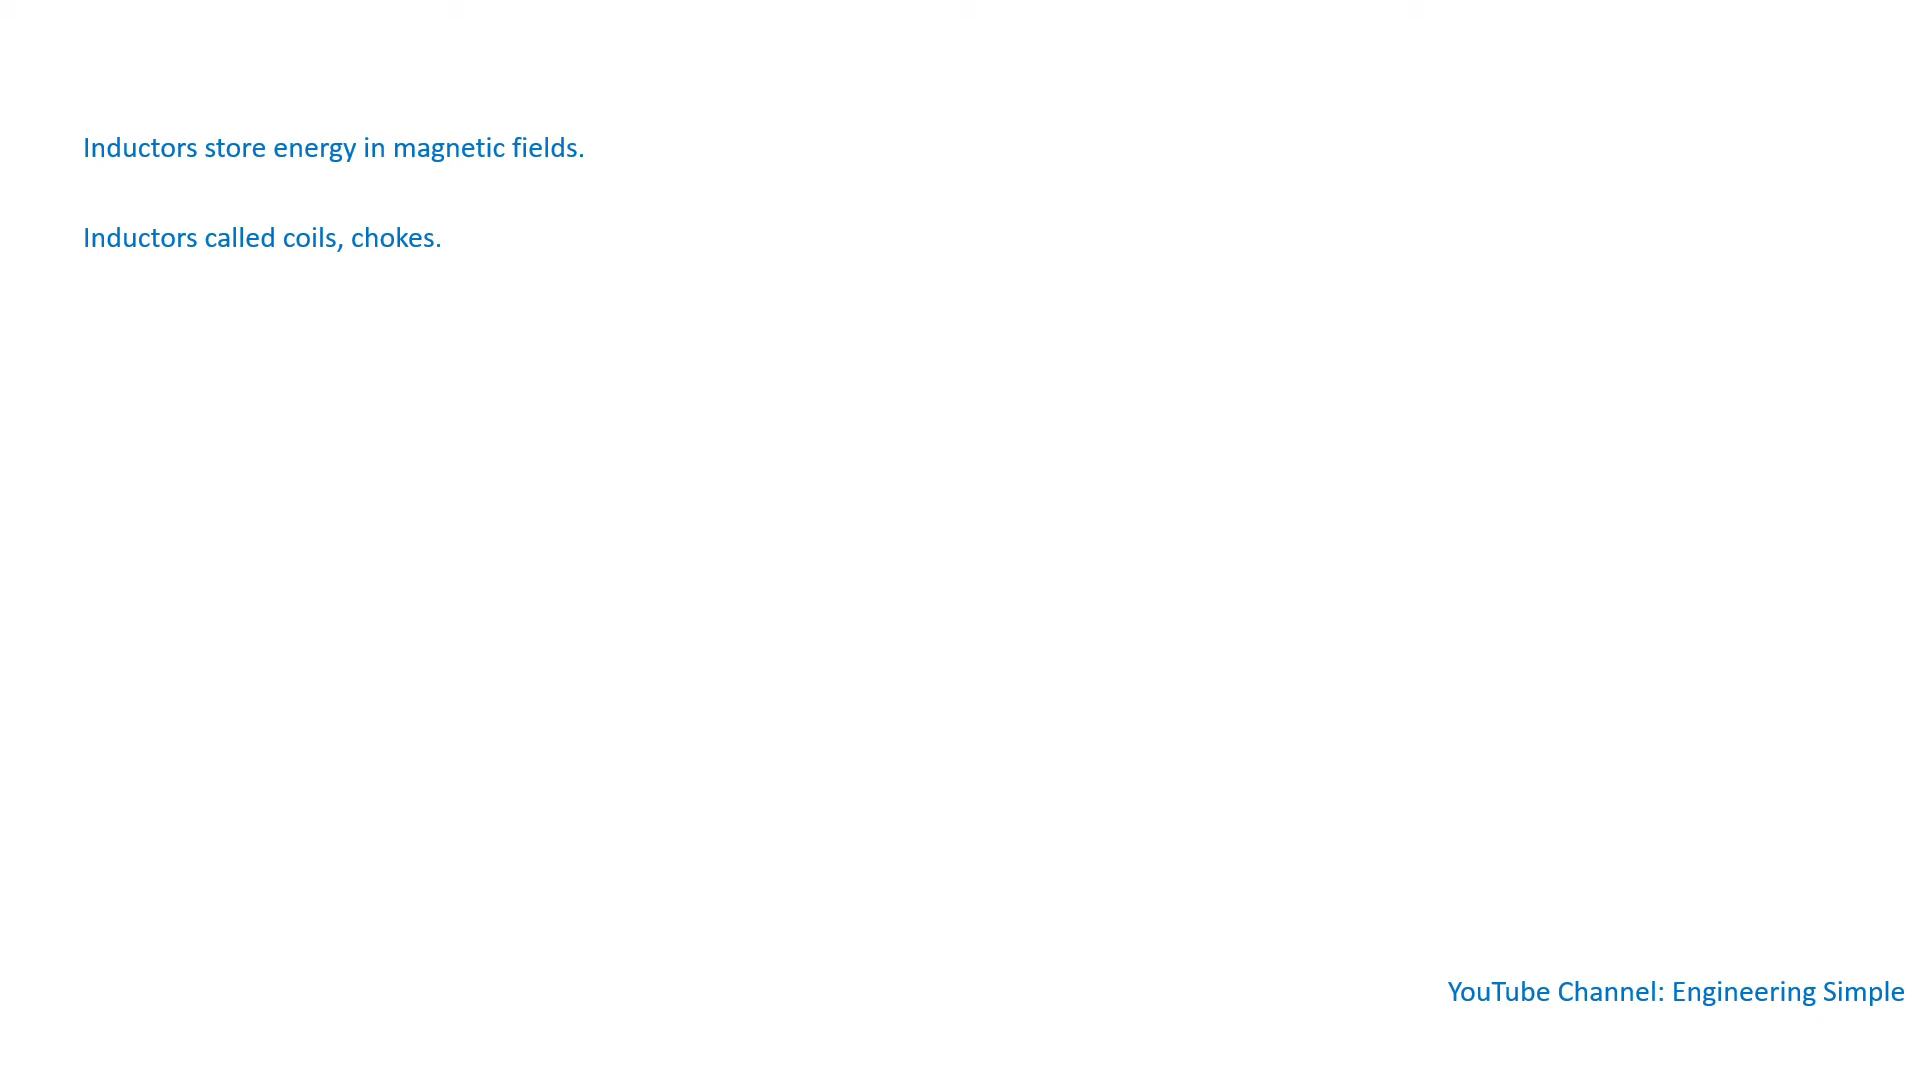 Inductors store energy in magnetic fields.
Inductors called coils, chokes.
YouTube Channel: Engineering Simple